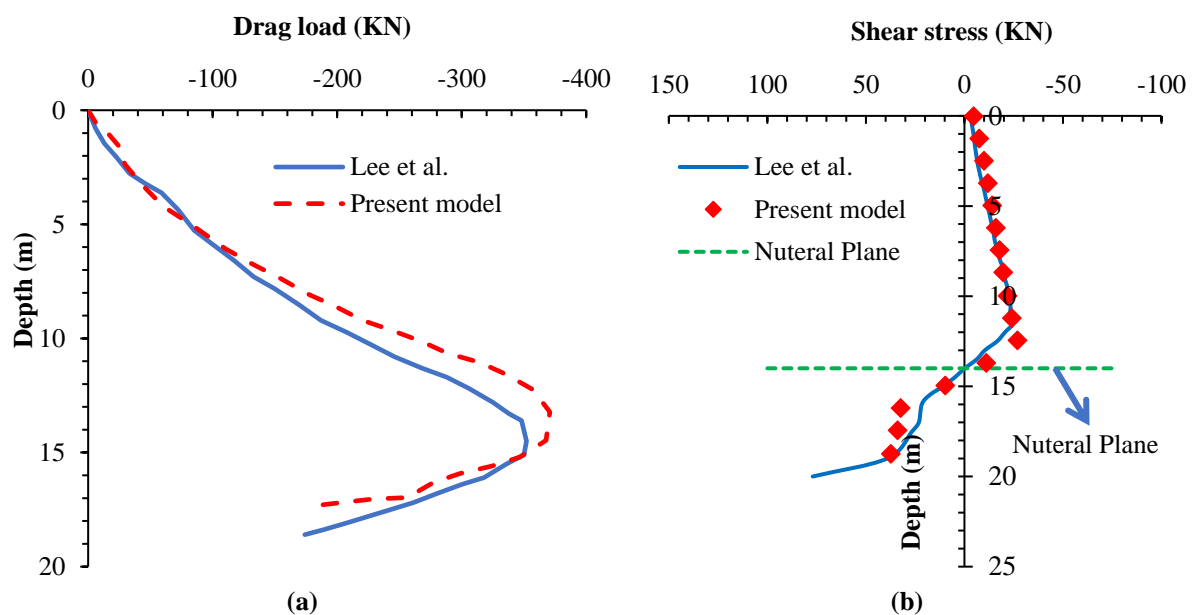 Drag load (KN)
0 -100 -200 -300 -400
0
5
10
15
20
Depth (m)
Lee et al.
Present model
(a)
Shear stress (KN)
150 100 50 0 -50 -100
0
5
10
15
20
25
Depth (m)
Lee et al.
Present model
Nuteral Plane
Nuteral Plane
(b)